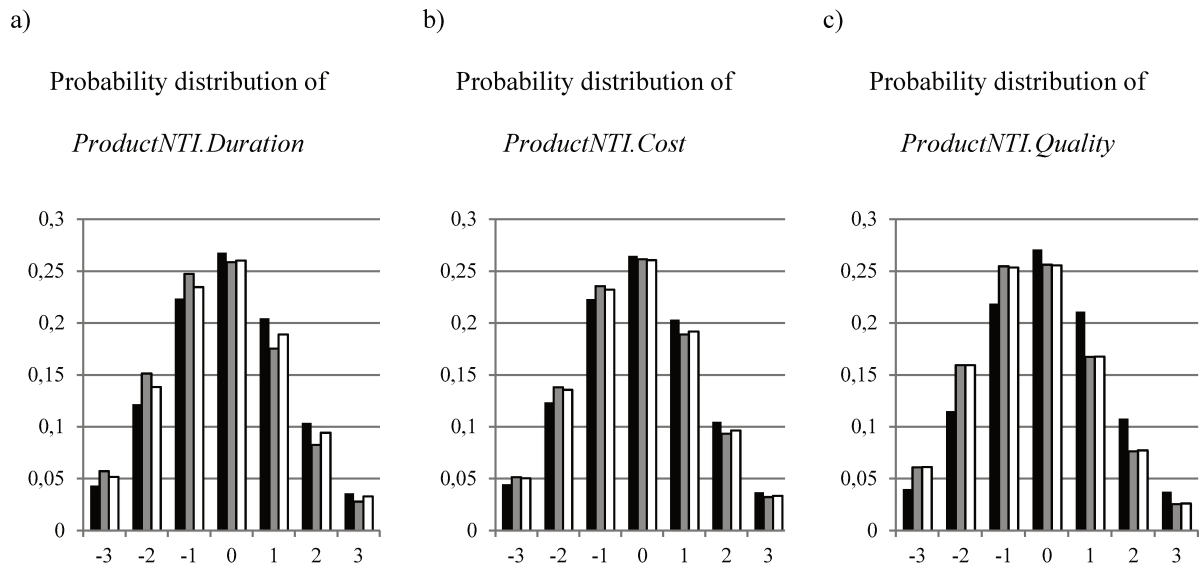 a)
Probability distribution of
ProductNTI.Duration
0,3
0,25
0,2
0,15
0,1
0,05
0
-3 -2 -1 0 1 2 3
b)
Probability distribution of
ProductNTI.Cost
0,3
0,25
0,2
0,15
0,1
0,05
0
-3 -2 -1 0 1 2 3
c)
Probability distribution of
ProductNTI.Quality
0,3
0,25
0,2
0,15
0,1
0,05
0
-3 -2 -1 0 1 2 3